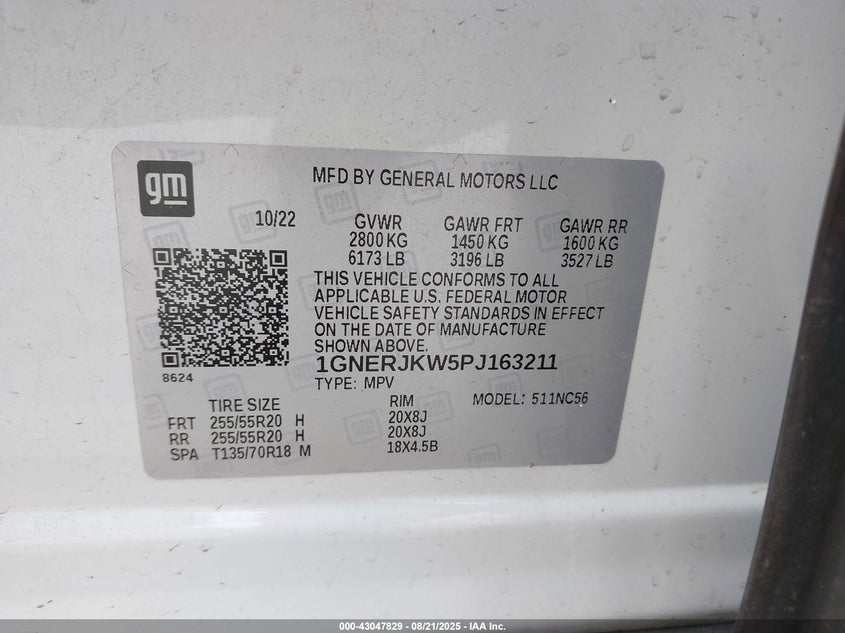 gm
MFD BY GENERAL MOTORS LLC
10/22
GVWR GAWR FRT GAWR RR
2800 KG 1450 KG 1600 KG
6173 LB 3196 LB 3527 LB
THIS VEHICLE CONFORMS TO ALL
APPLICABLE U.S. FEDERAL MOTOR
VEHICLE SAFETY STANDARDS IN EFFECT
ON THE DATE OF MANUFACTURE
SHOWN ABOVE.
8624
1GNERJKW5PJ163211
TYPE: MPV
TIRE SIZE RIM MODEL: 511NC56
FRT 255/55R20 H 20X8J
RR 255/55R20 H 20X8J
SPA T135/70R18 M 18X4.5B
000-43047829 - 08/21/2025 - IAA Inc.